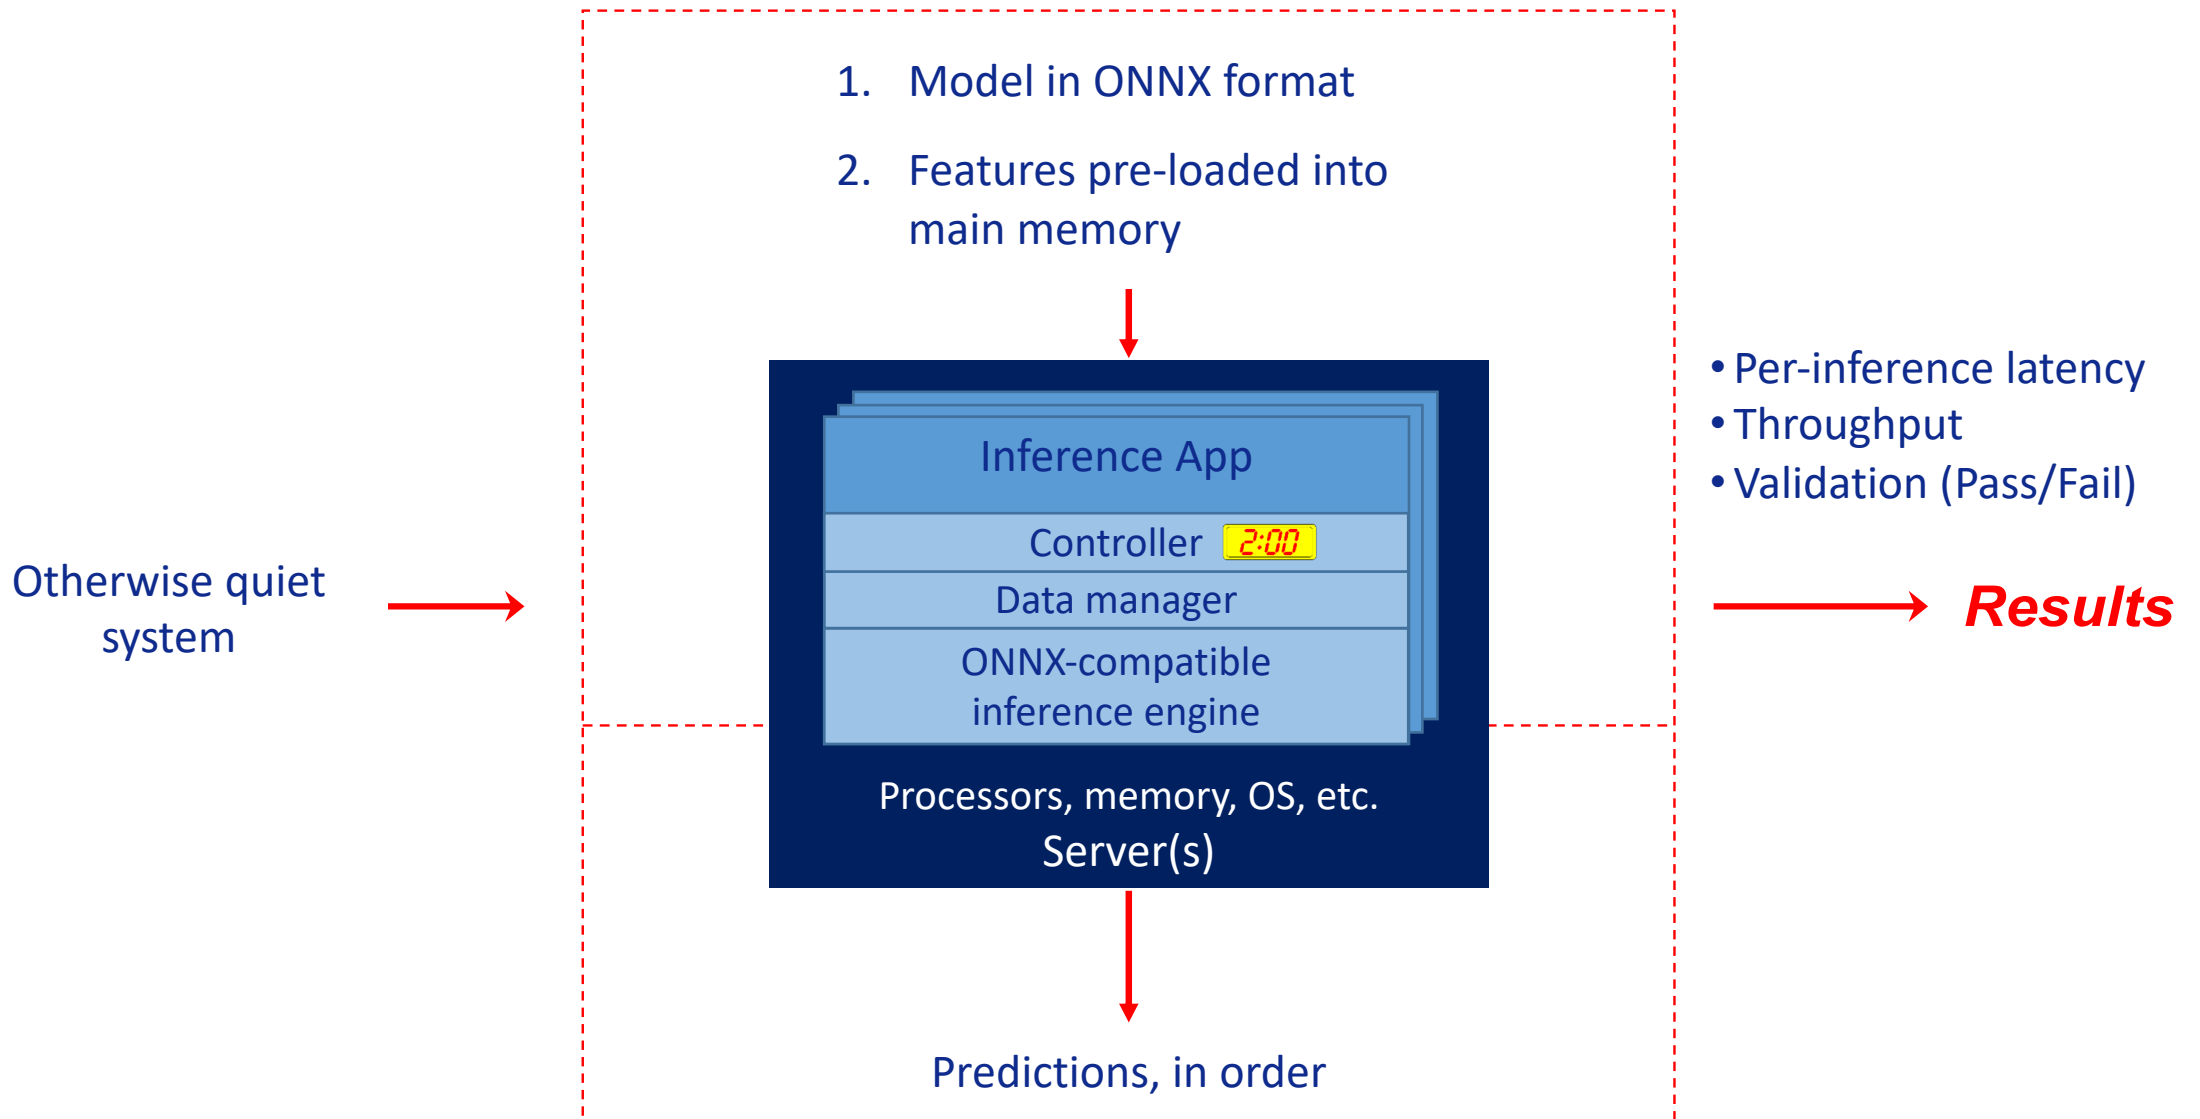 1. Model in ONNX format
2. Features pre-loaded into
main memory
Otherwise quiet
system
Inference App
Controller 2:00
Data manager
ONNX-compatible
inference engine
Processors, memory, OS, etc.
Server(s)
Predictions, in order
• Per-inference latency
• Throughput
• Validation (Pass/Fail)
Results